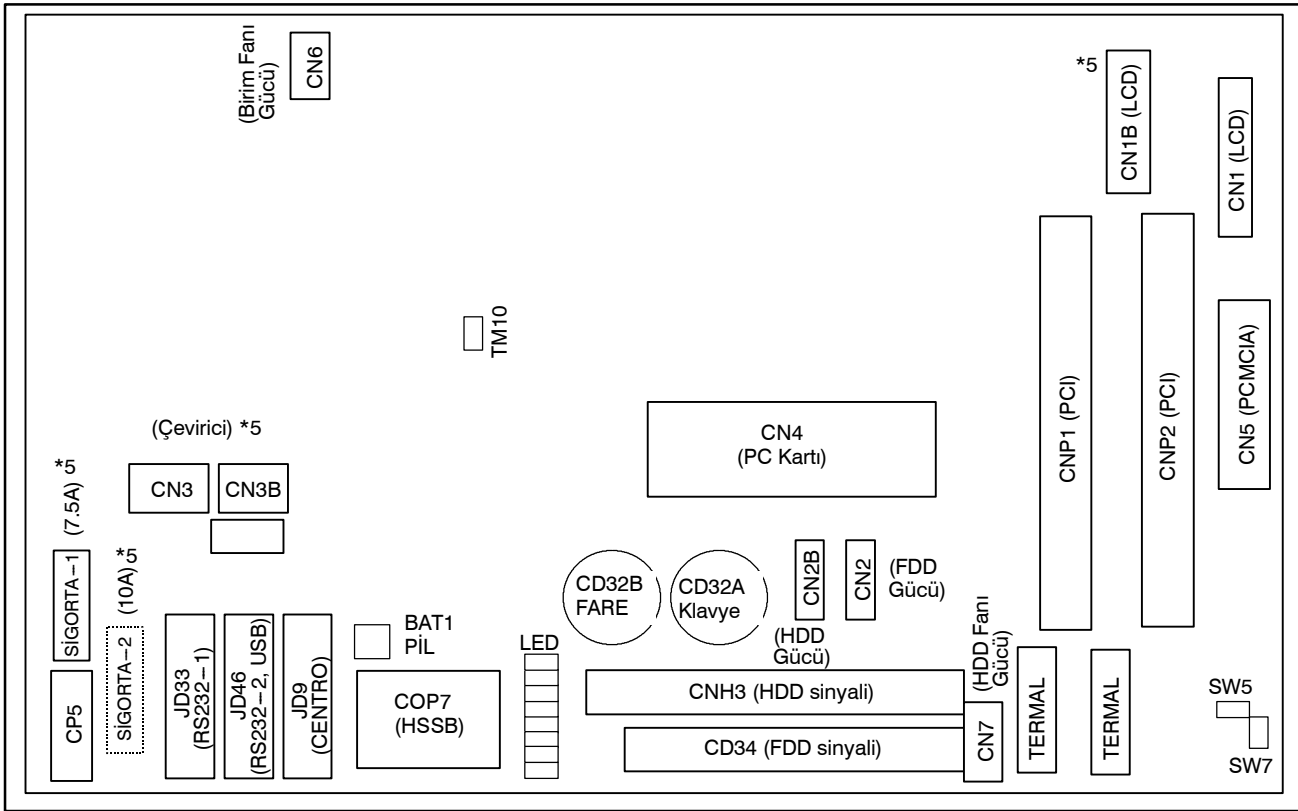 (Birim Fanı
Gücü)
CN6
*5
CN1B (LCD)
CN1 (LCD)
TM10
CNP1 (PCI)
CNP2 (PCI)
CN5 (PCMCIA)
(Çevirici) *5
CN3
CN3B
CN4
(PC Kartı)
*5
(7.5A)
SİGORTA−1
*5
(10A)
SİGORTA−2
CP5
JD33
(RS232−1)
JD46
(RS232−2, USB)
JD9
(CENTRO)
BAT1
PİL
COP7
(HSSB)
LED
CD32B
FARE
CD32A
Klavye
CN2B
CN2
(FDD
Gücü)
(HDD
Gücü)
(HDD Fanı
Gücü)
CNH3 (HDD sinyali)
CD34 (FDD sinyali)
CN7
TERMAL
TERMAL
SW5
SW7